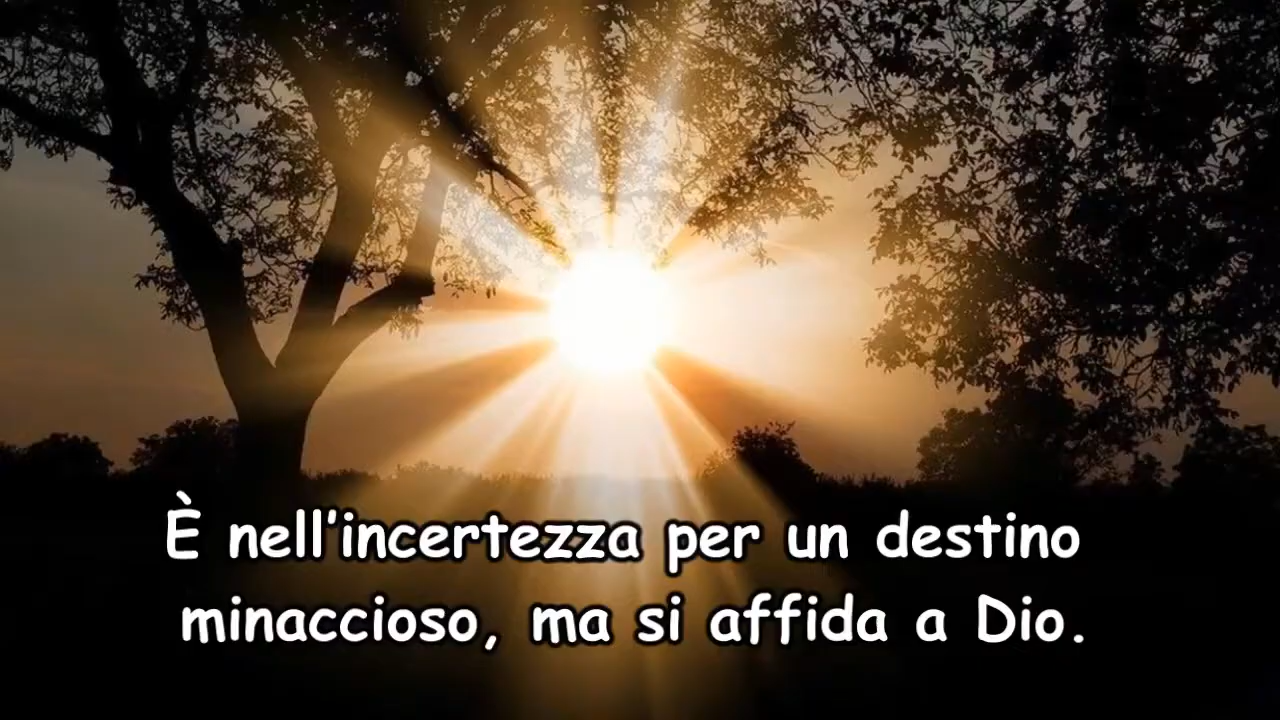 È nell'incertezza per un destino
minaccioso, ma si affida a Dio.